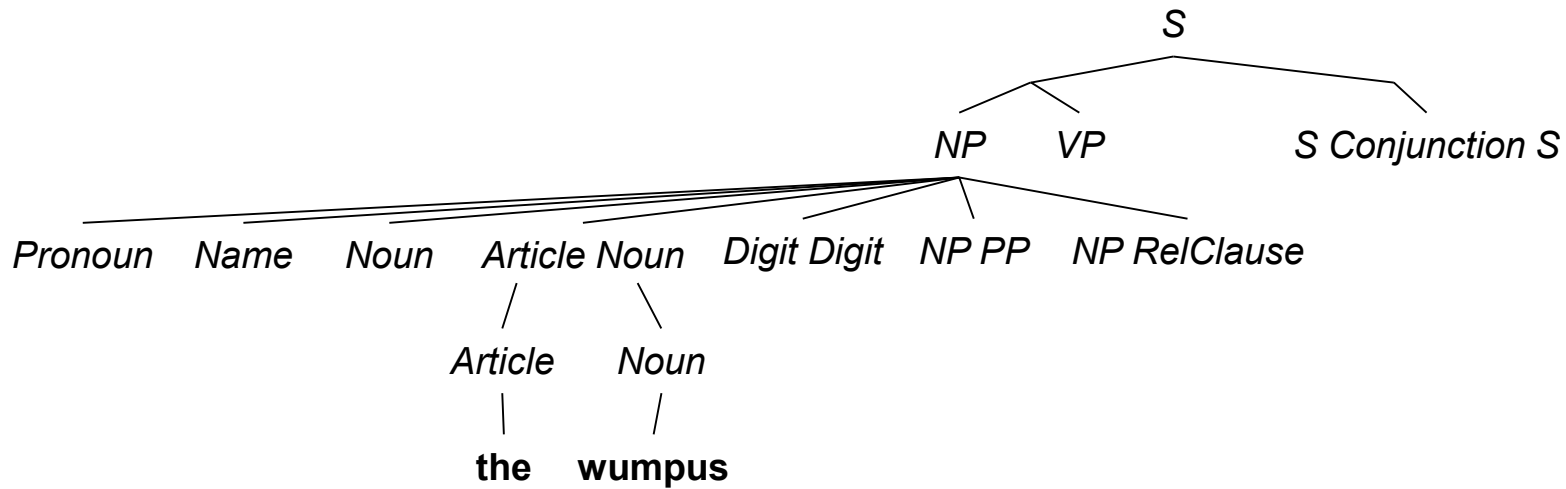 S
NP VP S Conjunction S
Pronoun Name Noun Article Noun Digit Digit NP PP NP RelClause
Article Noun
the wumpus